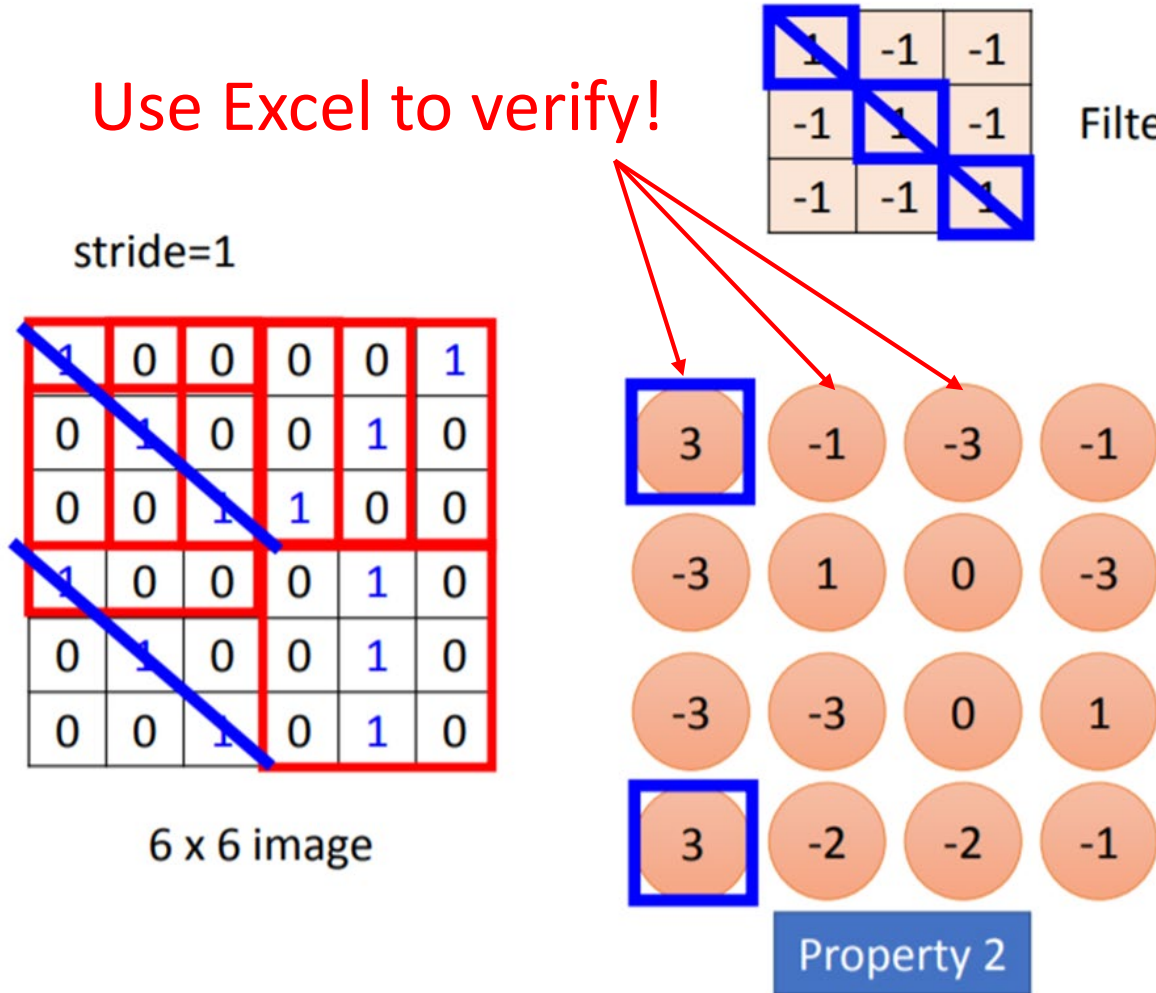 1 -1 -1
Use Excel to verify!
-1 1 -1
Filte
-1 -1 1
stride=1
1 0 0 0 0 1
0 1 0 0 1 0
0 0 1 1 0 0
1 0 0 0 1 0
0 1 0 0 1 0
0 0 1 0 1 0
6 x 6 image
3 -1 -3 -1
-3 1 0 -3
-3 -3 0 1
3 -2 -2 -1
Property 2